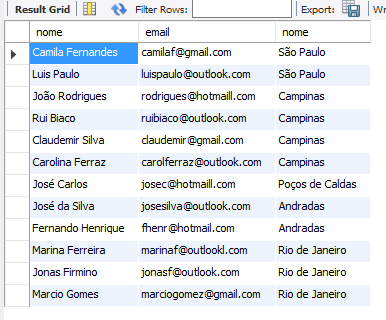 Result Grid Filter Rows: Export: Wr
nome email nome
Camila Fernandes camilaf@gmail.com São Paulo
Luis Paulo luispaulo@outlook.com São Paulo
João Rodrigues rodrigues@hotmaill.com Campinas
Rui Biaco ruibiaco@outlook.com Campinas
Claudemir Silva claudemir@gmail.com Campinas
Carolina Ferraz carolferraz@outlook.com Campinas
José Carlos josec@hotmaill.com Poços de Caldas
José da Silva josesilva@outlook.com Andradas
Fernando Henrique fhenr@hotmail.com Andradas
Marina Ferreira marinaf@outlookl.com Rio de Janeiro
Jonas Firmino jonasf@outlook.com Rio de Janeiro
Marcio Gomes marciogomez@gmail.com Rio de Janeiro